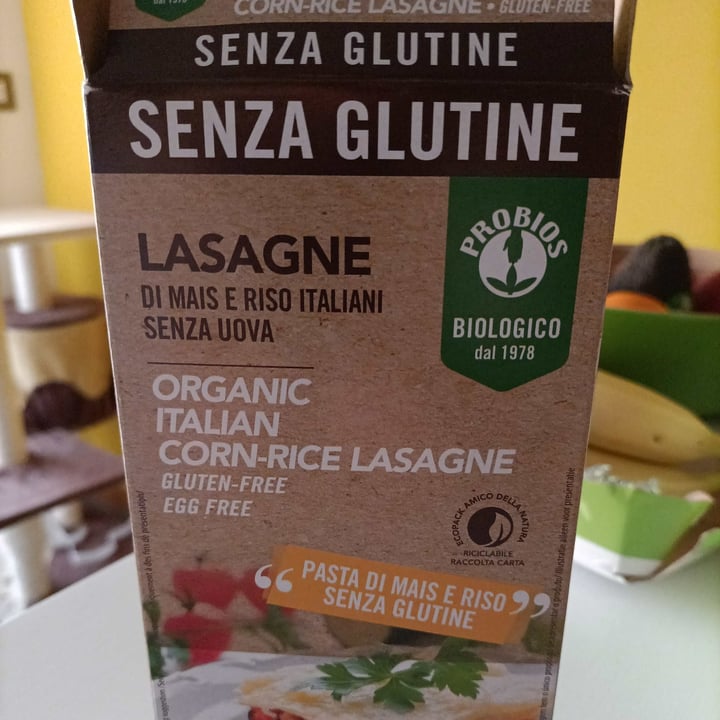 dal 1978
CORN-RICE LASAGNE • GLUTEN-FREE
SENZA GLUTINE
SENZA GLUTINE
PROBIOS
BIOLOGICO
dal 1978
LASAGNE
DI MAIS E RISO ITALIANI
SENZA UOVA
ORGANIC
ITALIAN
CORN-RICE LASAGNE
GLUTEN-FREE
EGG FREE
ECOPACK AMICO DELLA NATURA
RICICLABILE
RACCOLTA CARTA
“ PASTA DI MAIS E RISO
SENZA GLUTINE ”